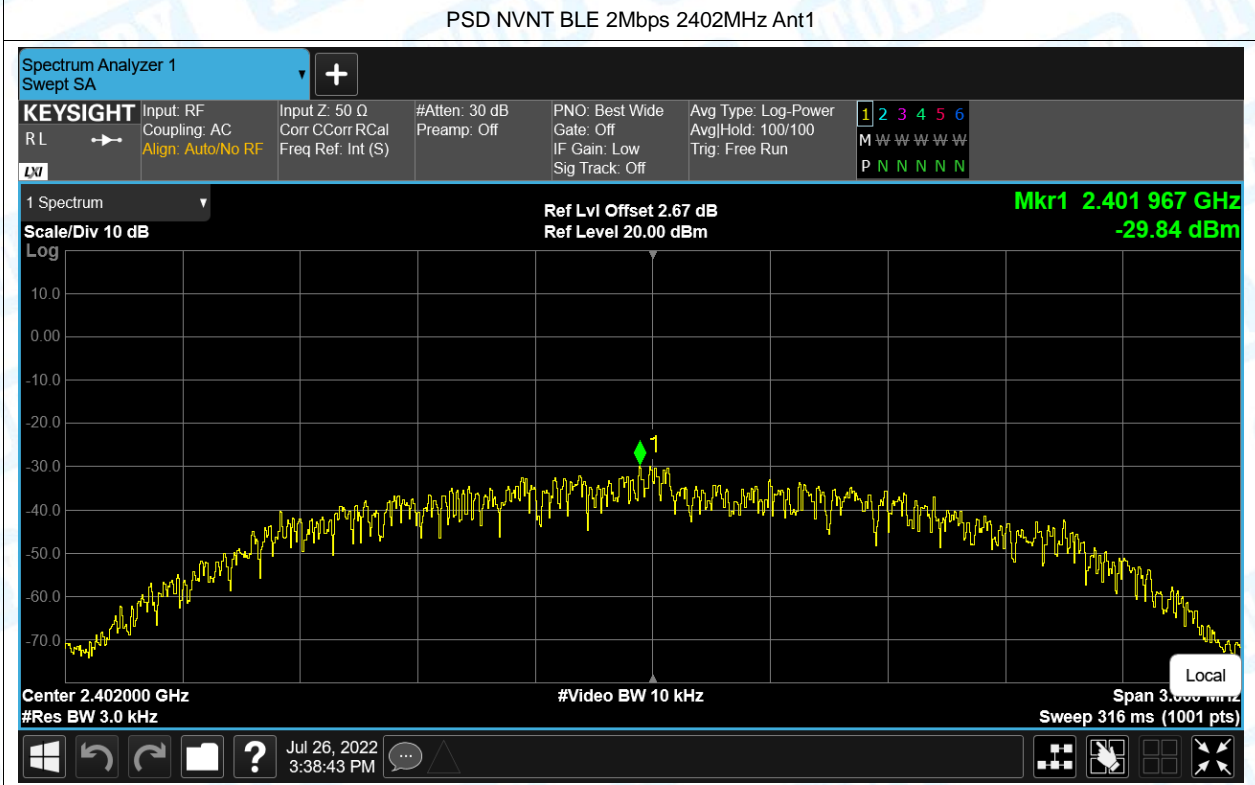 PSD NVNT BLE 2Mbps 2402MHz Ant1
Spectrum Analyzer 1
Swept SA
KEYSIGHT
R L
LXI
Input: RF
Coupling: AC
Align: Auto/No RF
Input Z: 50 Ω
Corr CCorr RCal
Freq Ref: Int (S)
#Atten: 30 dB
Preamp: Off
PNO: Best Wide
Gate: Off
IF Gain: Low
Sig Track: Off
Avg Type: Log-Power
Avg|Hold: 100/100
Trig: Free Run
1 2 3 4 5 6
M W W W W W
P N N N N N
1 Spectrum
Scale/Div 10 dB
Ref Lvl Offset 2.67 dB
Ref Level 20.00 dBm
Mkr1 2.401 967 GHz
-29.84 dBm
Log
10.0
0.00
-10.0
-20.0
-30.0
-40.0
-50.0
-60.0
-70.0
1
Local
Center 2.402000 GHz
#Video BW 10 kHz
Span 3.000 MHz
#Res BW 3.0 kHz
Sweep 316 ms (1001 pts)
Jul 26, 2022
3:38:43 PM